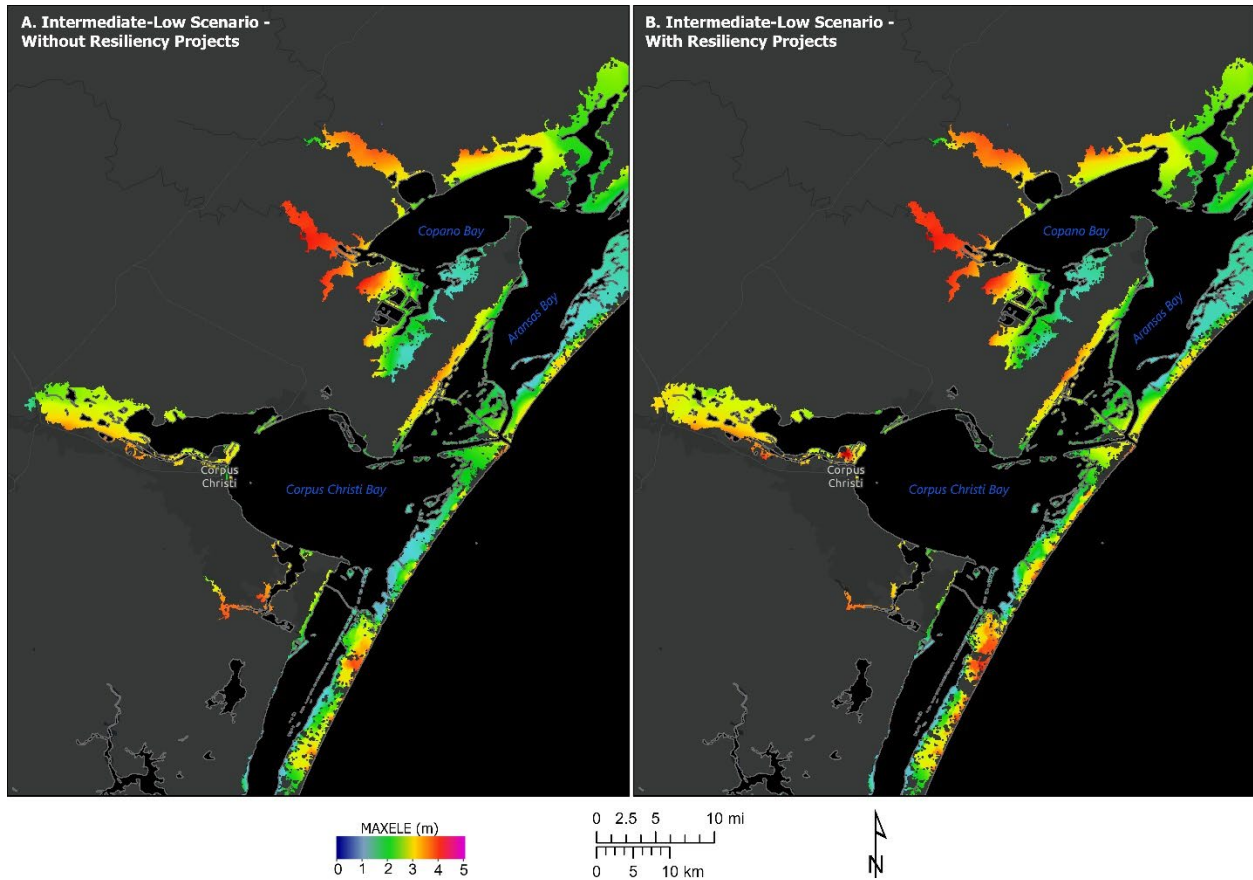 A. Intermediate-Low Scenario -
Without Resiliency Projects
Copano Bay
Aransas Bay
Corpus
Christi
Corpus Christi Bay
B. Intermediate-Low Scenario -
With Resiliency Projects
Copano Bay
Aransas Bay
Corpus
Christi
Corpus Christi Bay
MAXELE (m)
0 1 2 3 4 5
0 2.5 5 10 mi
0 5 10 km
N